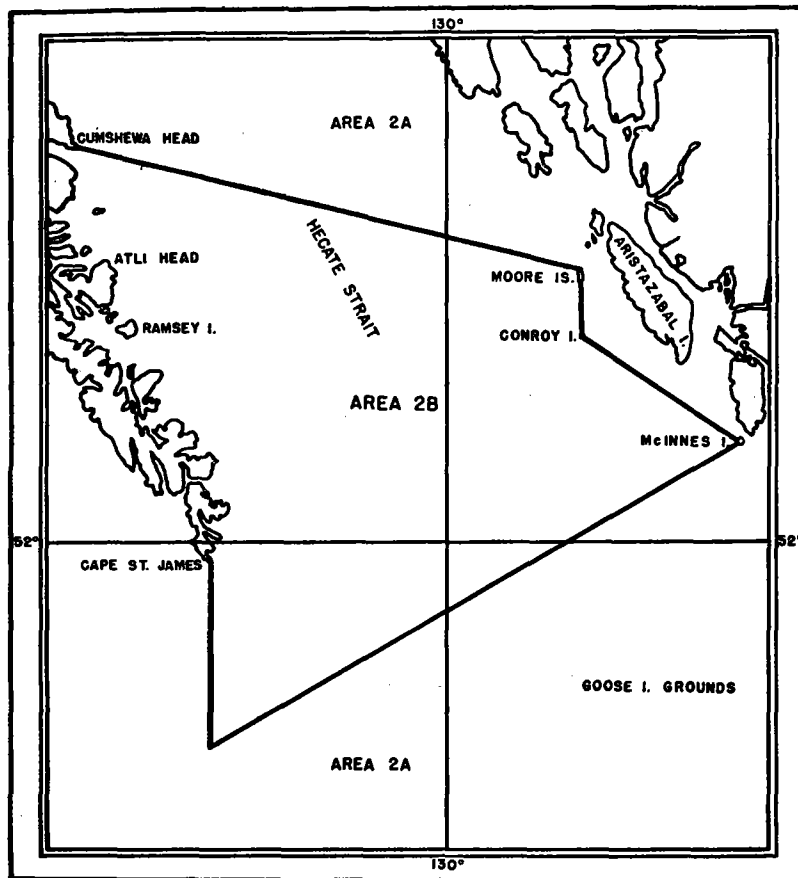 130°
AREA 2A
CUMSHEWA HEAD
HECATE STRAIT
ATLI HEAD
ARISTAZABAL I.
MOORE IS.
RAMSEY I.
CONROY I.
AREA 2B
McINNES I.
52°
52°
CAPE ST. JAMES
GOOSE I. GROUNDS
AREA 2A
130°